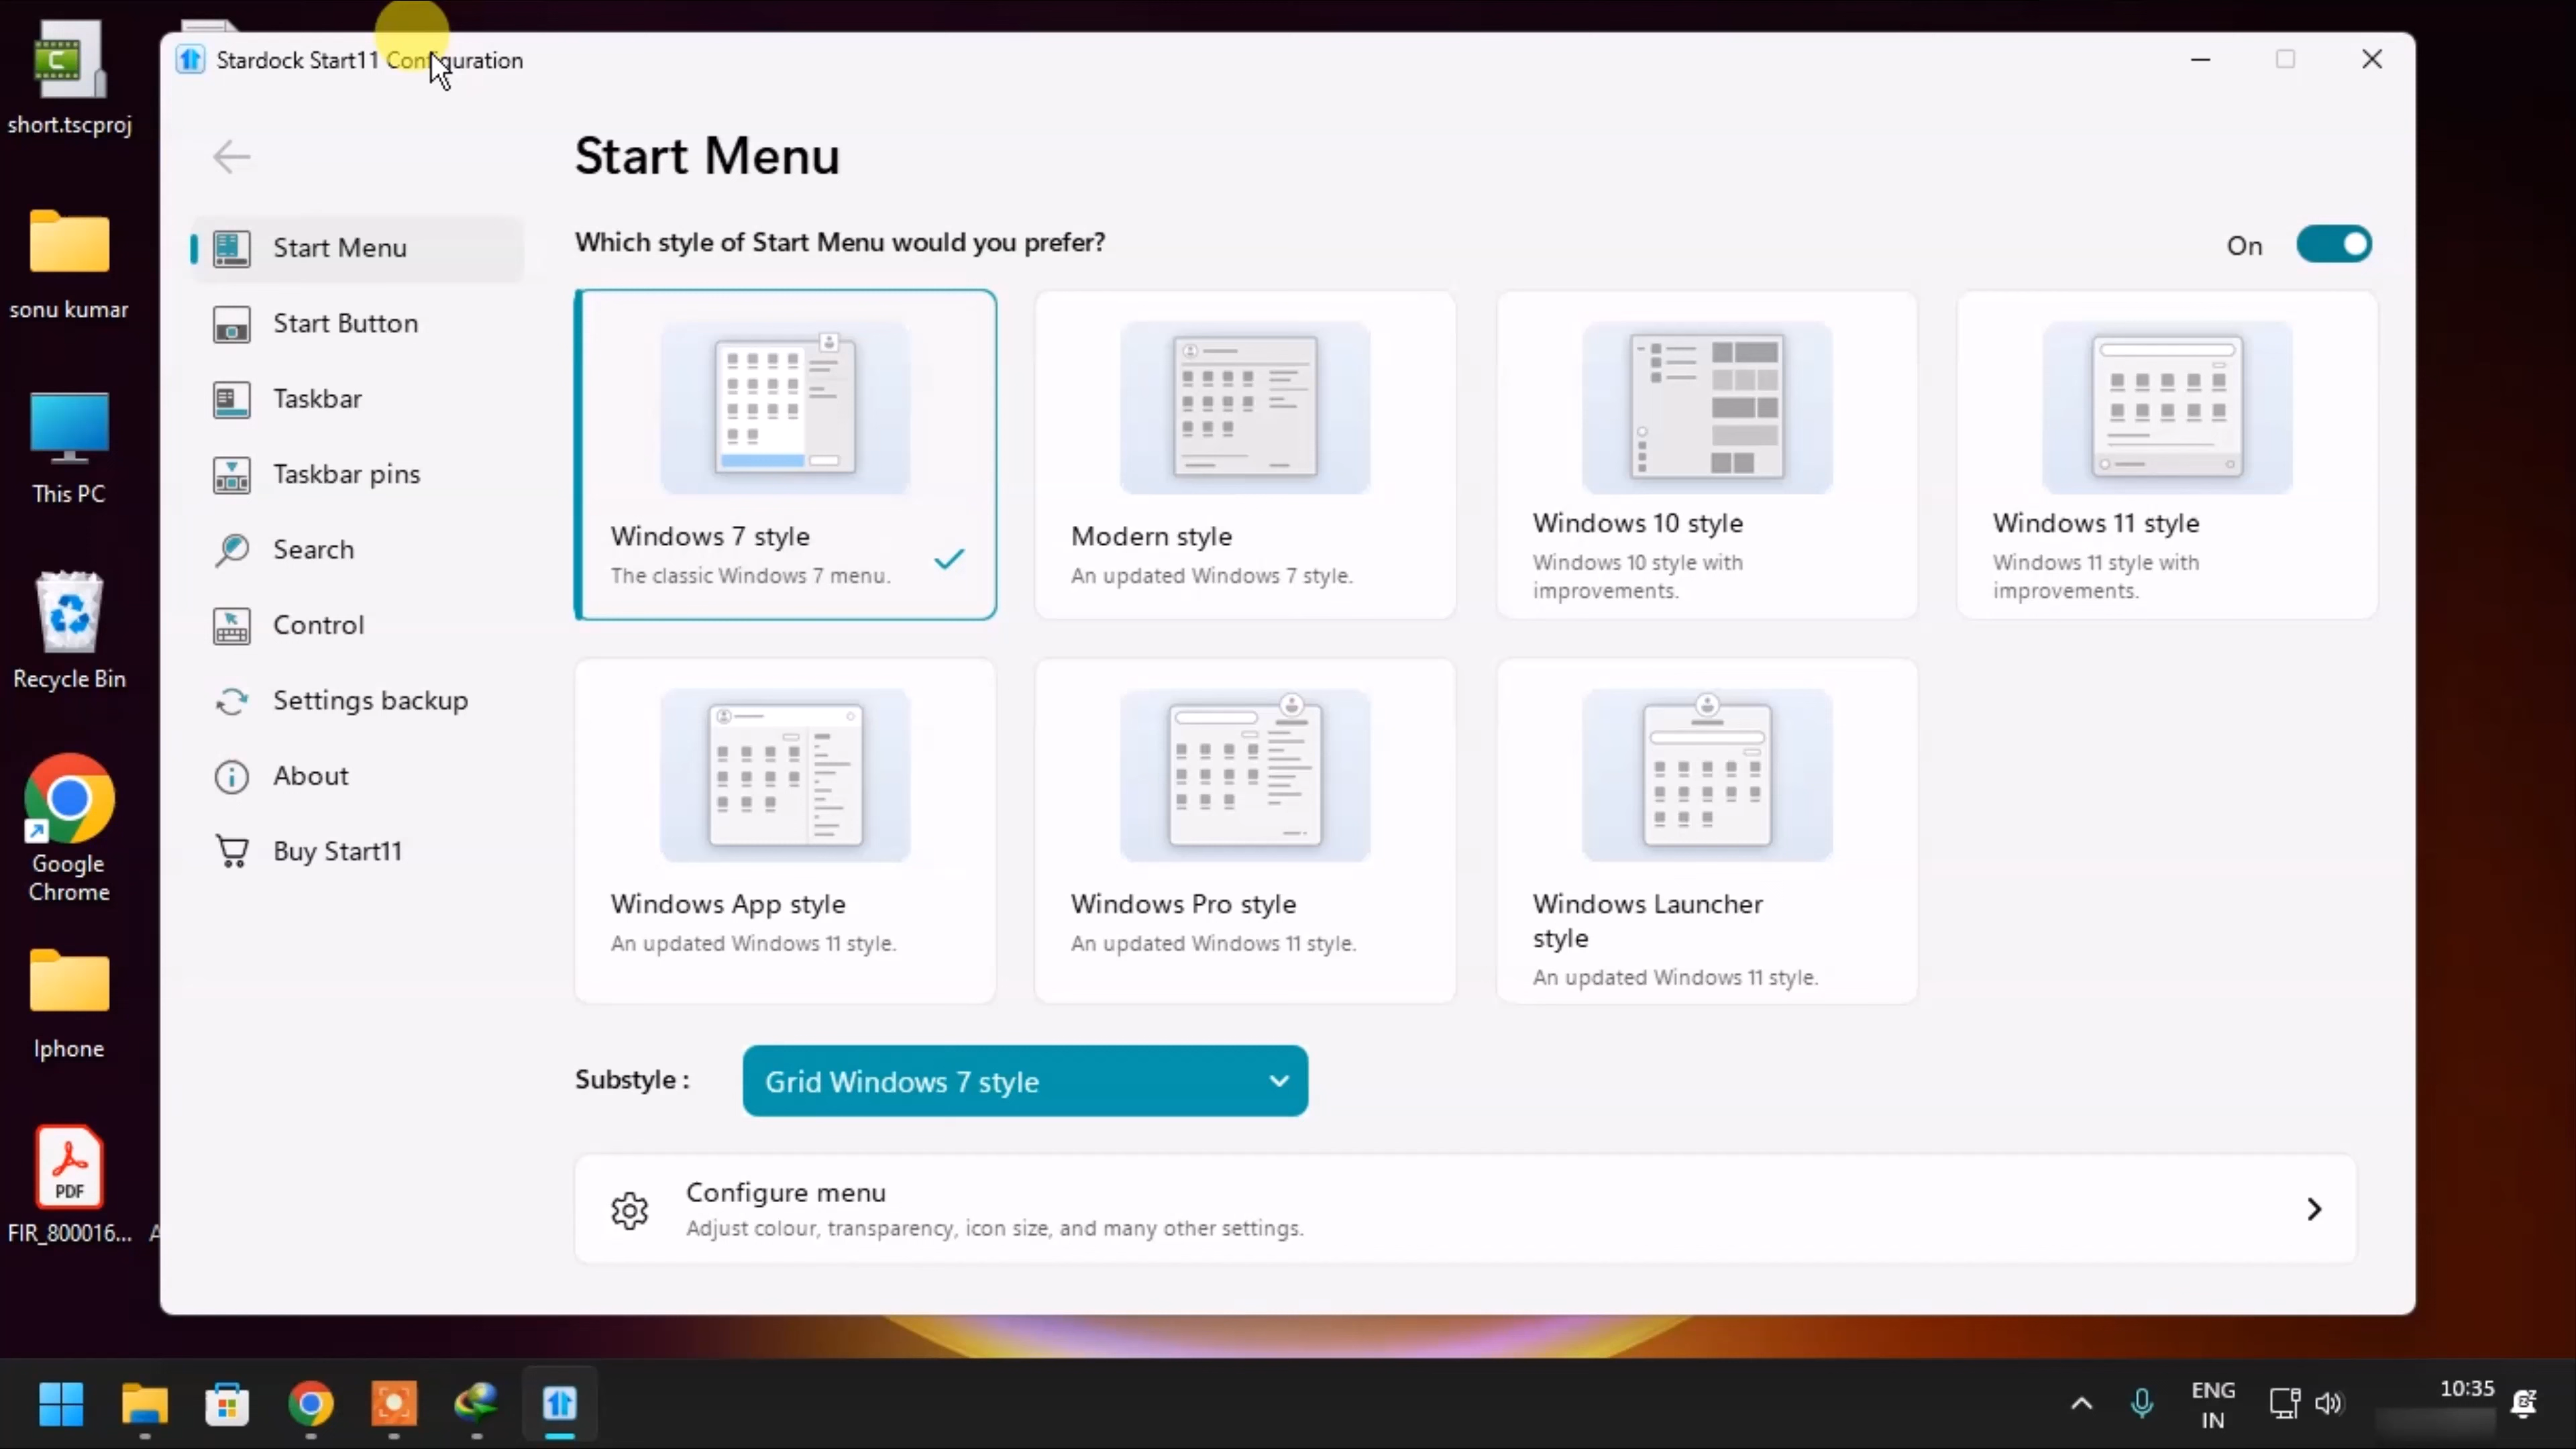 short.tscproj
sonu kumar
This PC
Recycle Bin
Google
Chrome
Iphone
PDF
FIR_800016...
A
Stardock Start11 Configuration
Start Menu
Start Button
Taskbar
Taskbar pins
Search
Control
Settings backup
About
Buy Start11
Start Menu
Which style of Start Menu would you prefer?
On
Windows 7 style
The classic Windows 7 menu.
Modern style
An updated Windows 7 style.
Windows 10 style
Windows 10 style with
improvements.
Windows 11 style
Windows 11 style with
improvements.
Windows App style
An updated Windows 11 style.
Windows Pro style
An updated Windows 11 style.
Windows Launcher
style
An updated Windows 11 style.
Substyle :
Grid Windows 7 style
Configure menu
Adjust colour, transparency, icon size, and many other settings.
ENG
IN
10:35